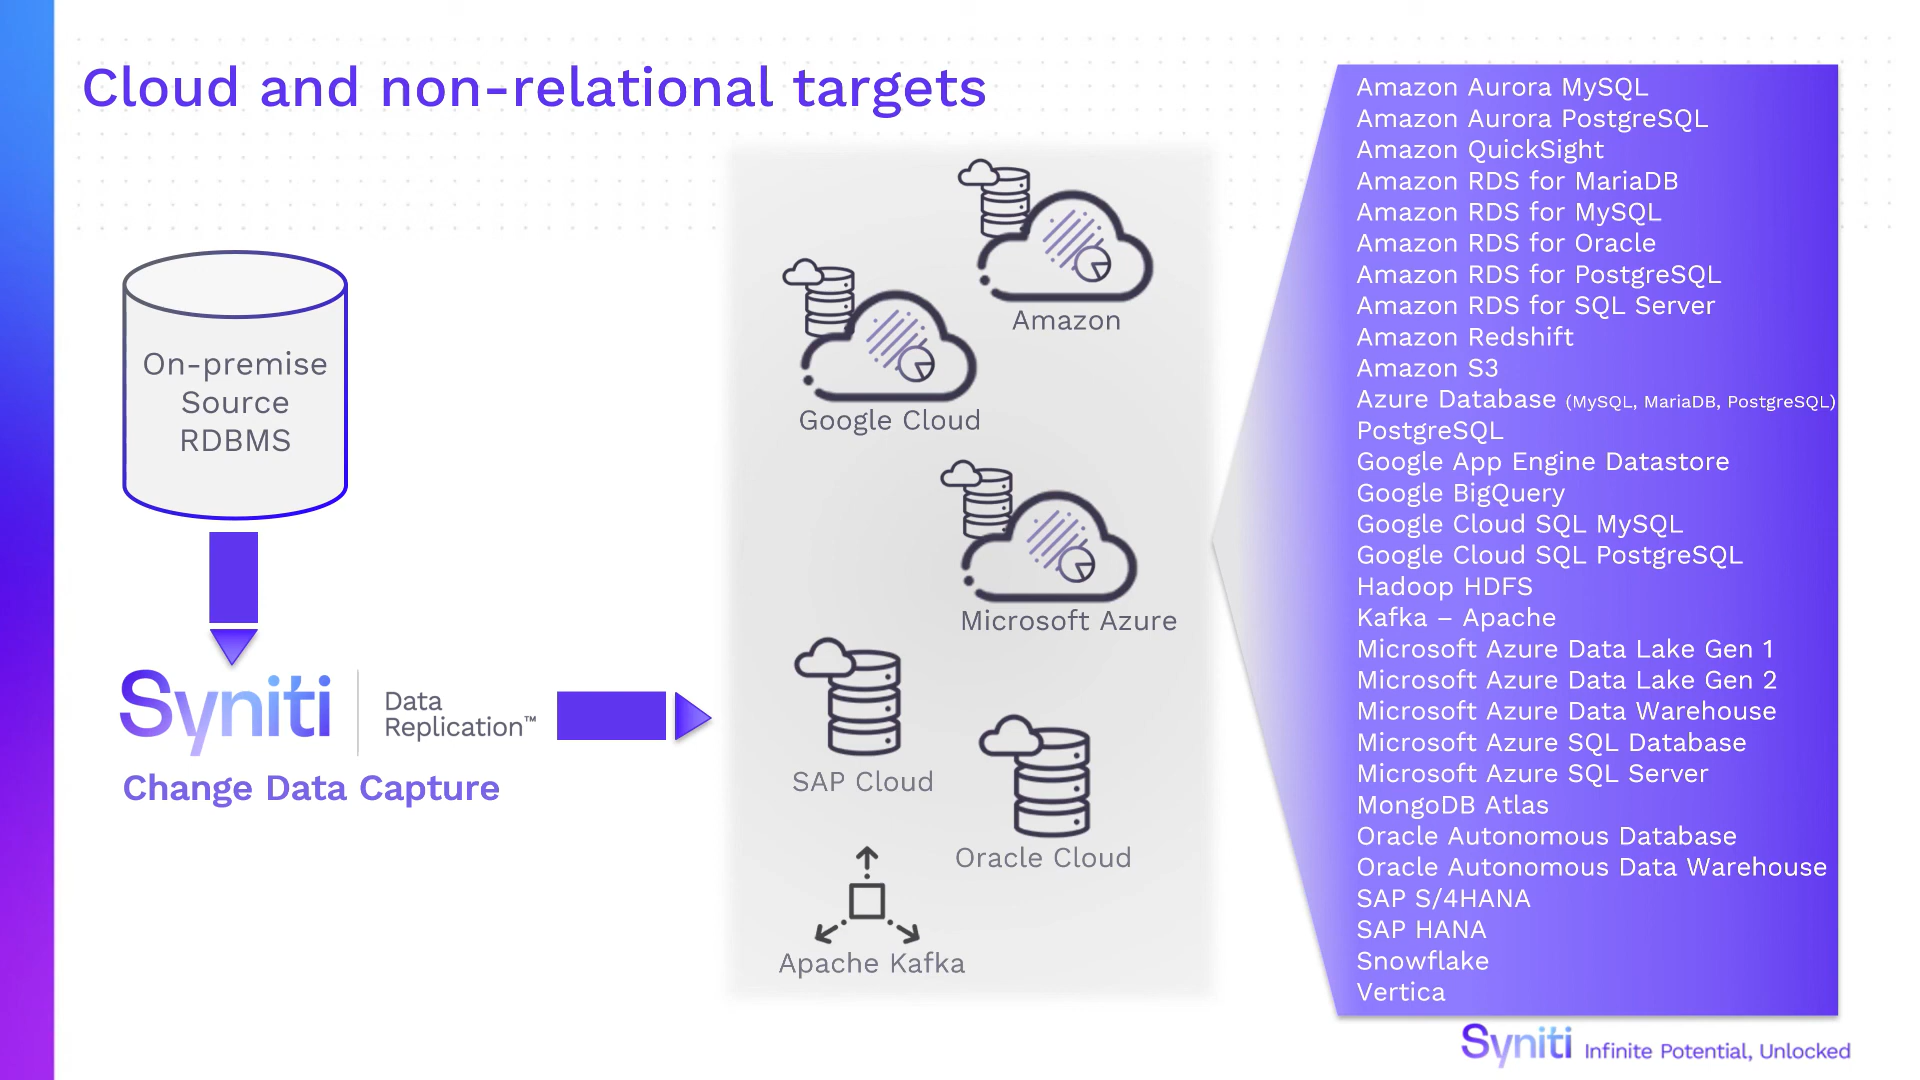 Cloud and non-relational targets
On-premise
Source
RDBMS
Syniti
Data
Replication™
Change Data Capture
Amazon
Google Cloud
Microsoft Azure
SAP Cloud
Oracle Cloud
Apache Kafka
Amazon Aurora MySQL
Amazon Aurora PostgreSQL
Amazon QuickSight
Amazon RDS for MariaDB
Amazon RDS for MySQL
Amazon RDS for Oracle
Amazon RDS for PostgreSQL
Amazon RDS for SQL Server
Amazon Redshift
Amazon S3
Azure Database (MySQL, MariaDB, PostgreSQL)
PostgreSQL
Google App Engine Datastore
Google BigQuery
Google Cloud SQL MySQL
Google Cloud SQL PostgreSQL
Hadoop HDFS
Kafka – Apache
Microsoft Azure Data Lake Gen 1
Microsoft Azure Data Lake Gen 2
Microsoft Azure Data Warehouse
Microsoft Azure SQL Database
Microsoft Azure SQL Server
MongoDB Atlas
Oracle Autonomous Database
Oracle Autonomous Data Warehouse
SAP S/4HANA
SAP HANA
Snowflake
Vertica
Syniti Infinite Potential, Unlocked